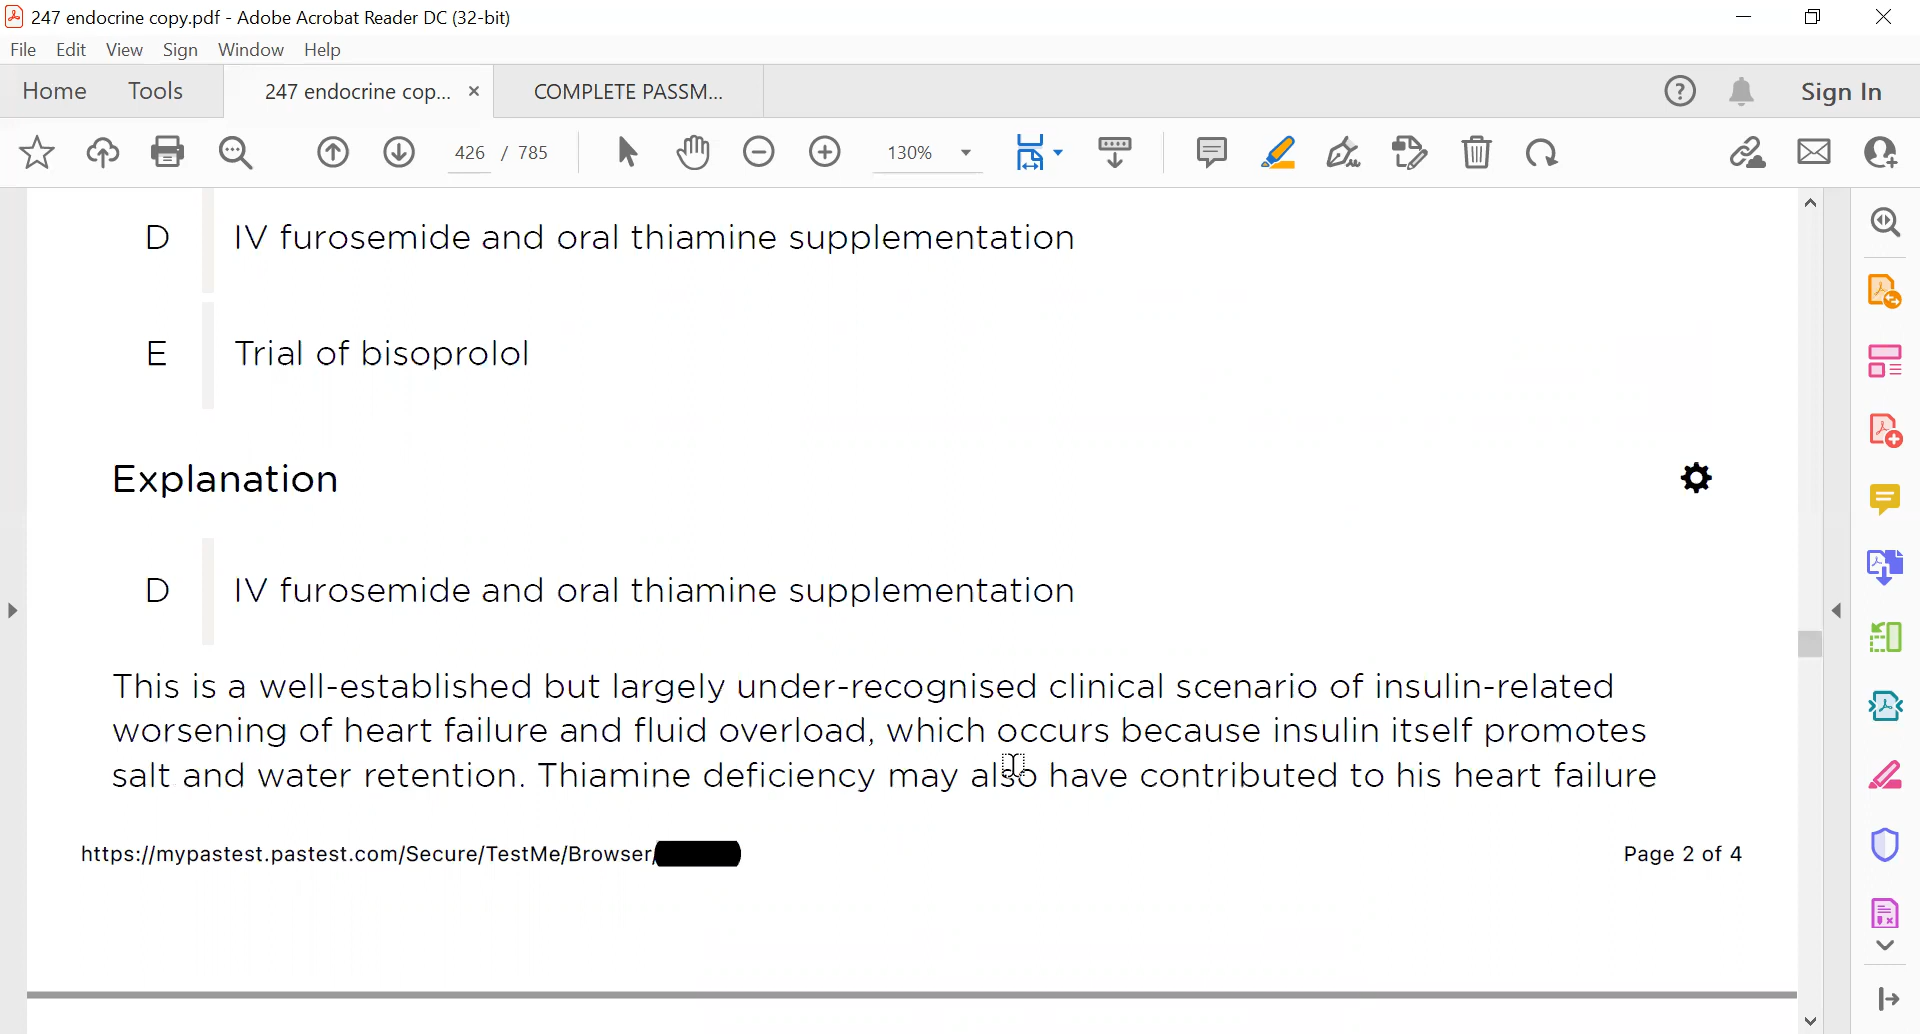 247 endocrine copy.pdf - Adobe Acrobat Reader DC (32-bit)
File Edit View Sign Window Help
Home Tools 247 endocrine cop... × COMPLETE PASSM... Sign In
426 / 785 130%
D IV furosemide and oral thiamine supplementation
E Trial of bisoprolol
Explanation
D IV furosemide and oral thiamine supplementation
This is a well-established but largely under-recognised clinical scenario of insulin-related
worsening of heart failure and fluid overload, which occurs because insulin itself promotes
salt and water retention. Thiamine deficiency may also have contributed to his heart failure
https://mypastest.pastest.com/Secure/TestMe/Browser/
Page 2 of 4